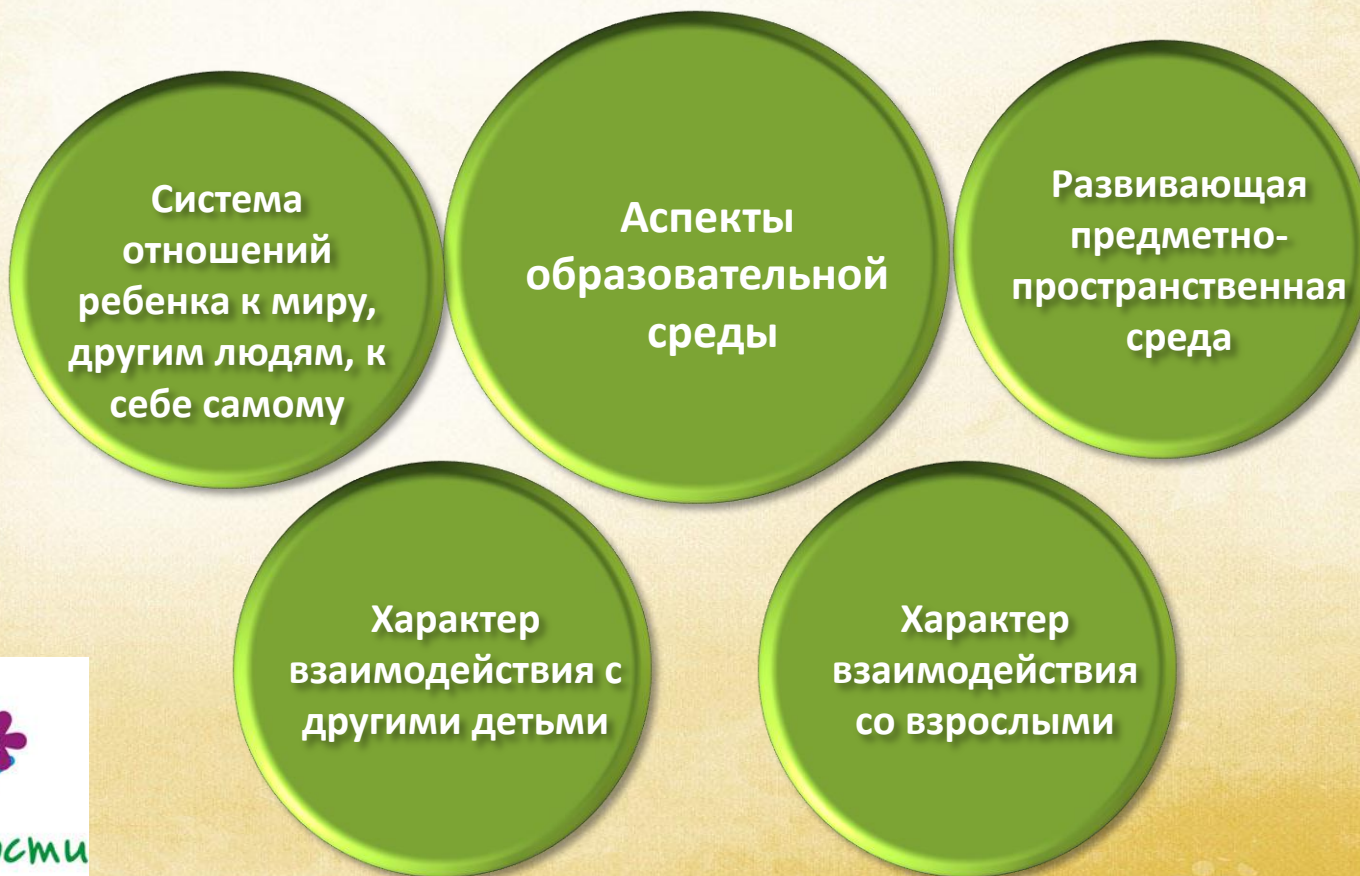 Система
отношений
ребенка к миру,
другим людям, к
себе самому
Аспекты
образовательной
среды
Развивающая
предметно-
пространственная
среда
Характер
взаимодействия с
другими детьми
Характер
взаимодействия
со взрослыми